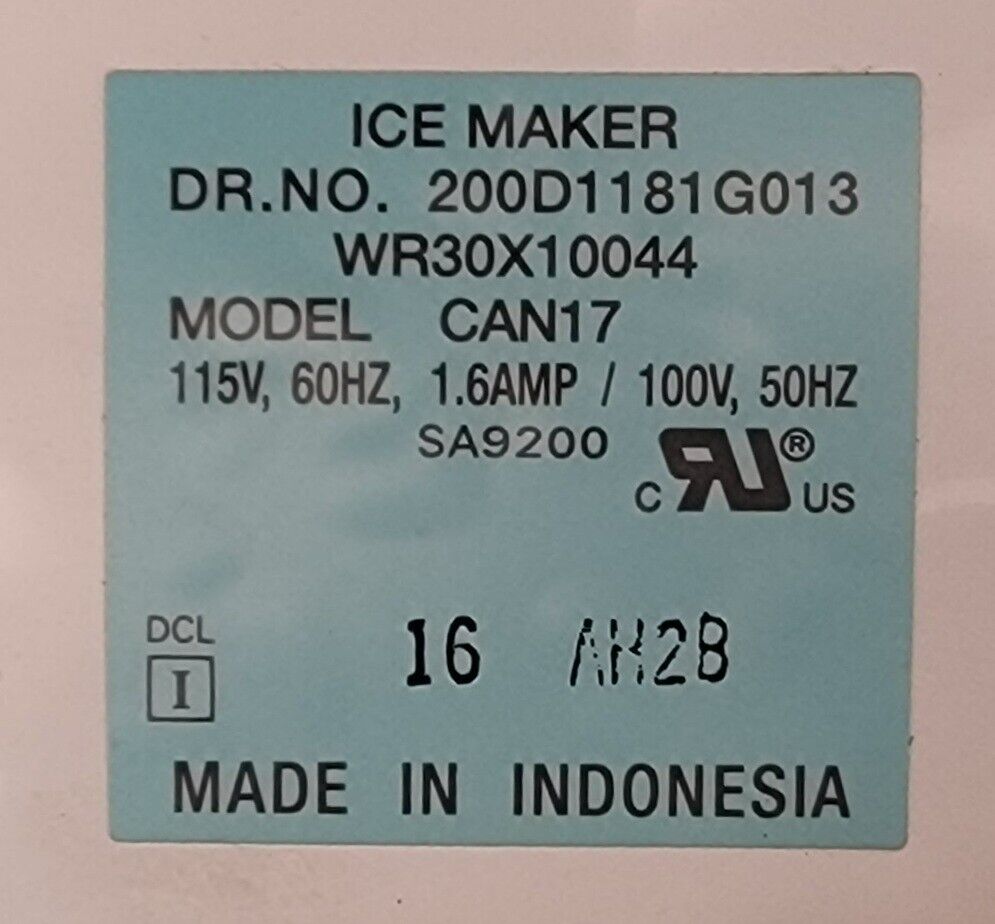 ICE MAKER
DR.NO. 200D1181G013
WR30X10044
MODEL CAN17
115V, 60HZ, 1.6AMP / 100V, 50HZ
SA9200
C RU ® US
DCL
I
16
MADE IN INDONESIA